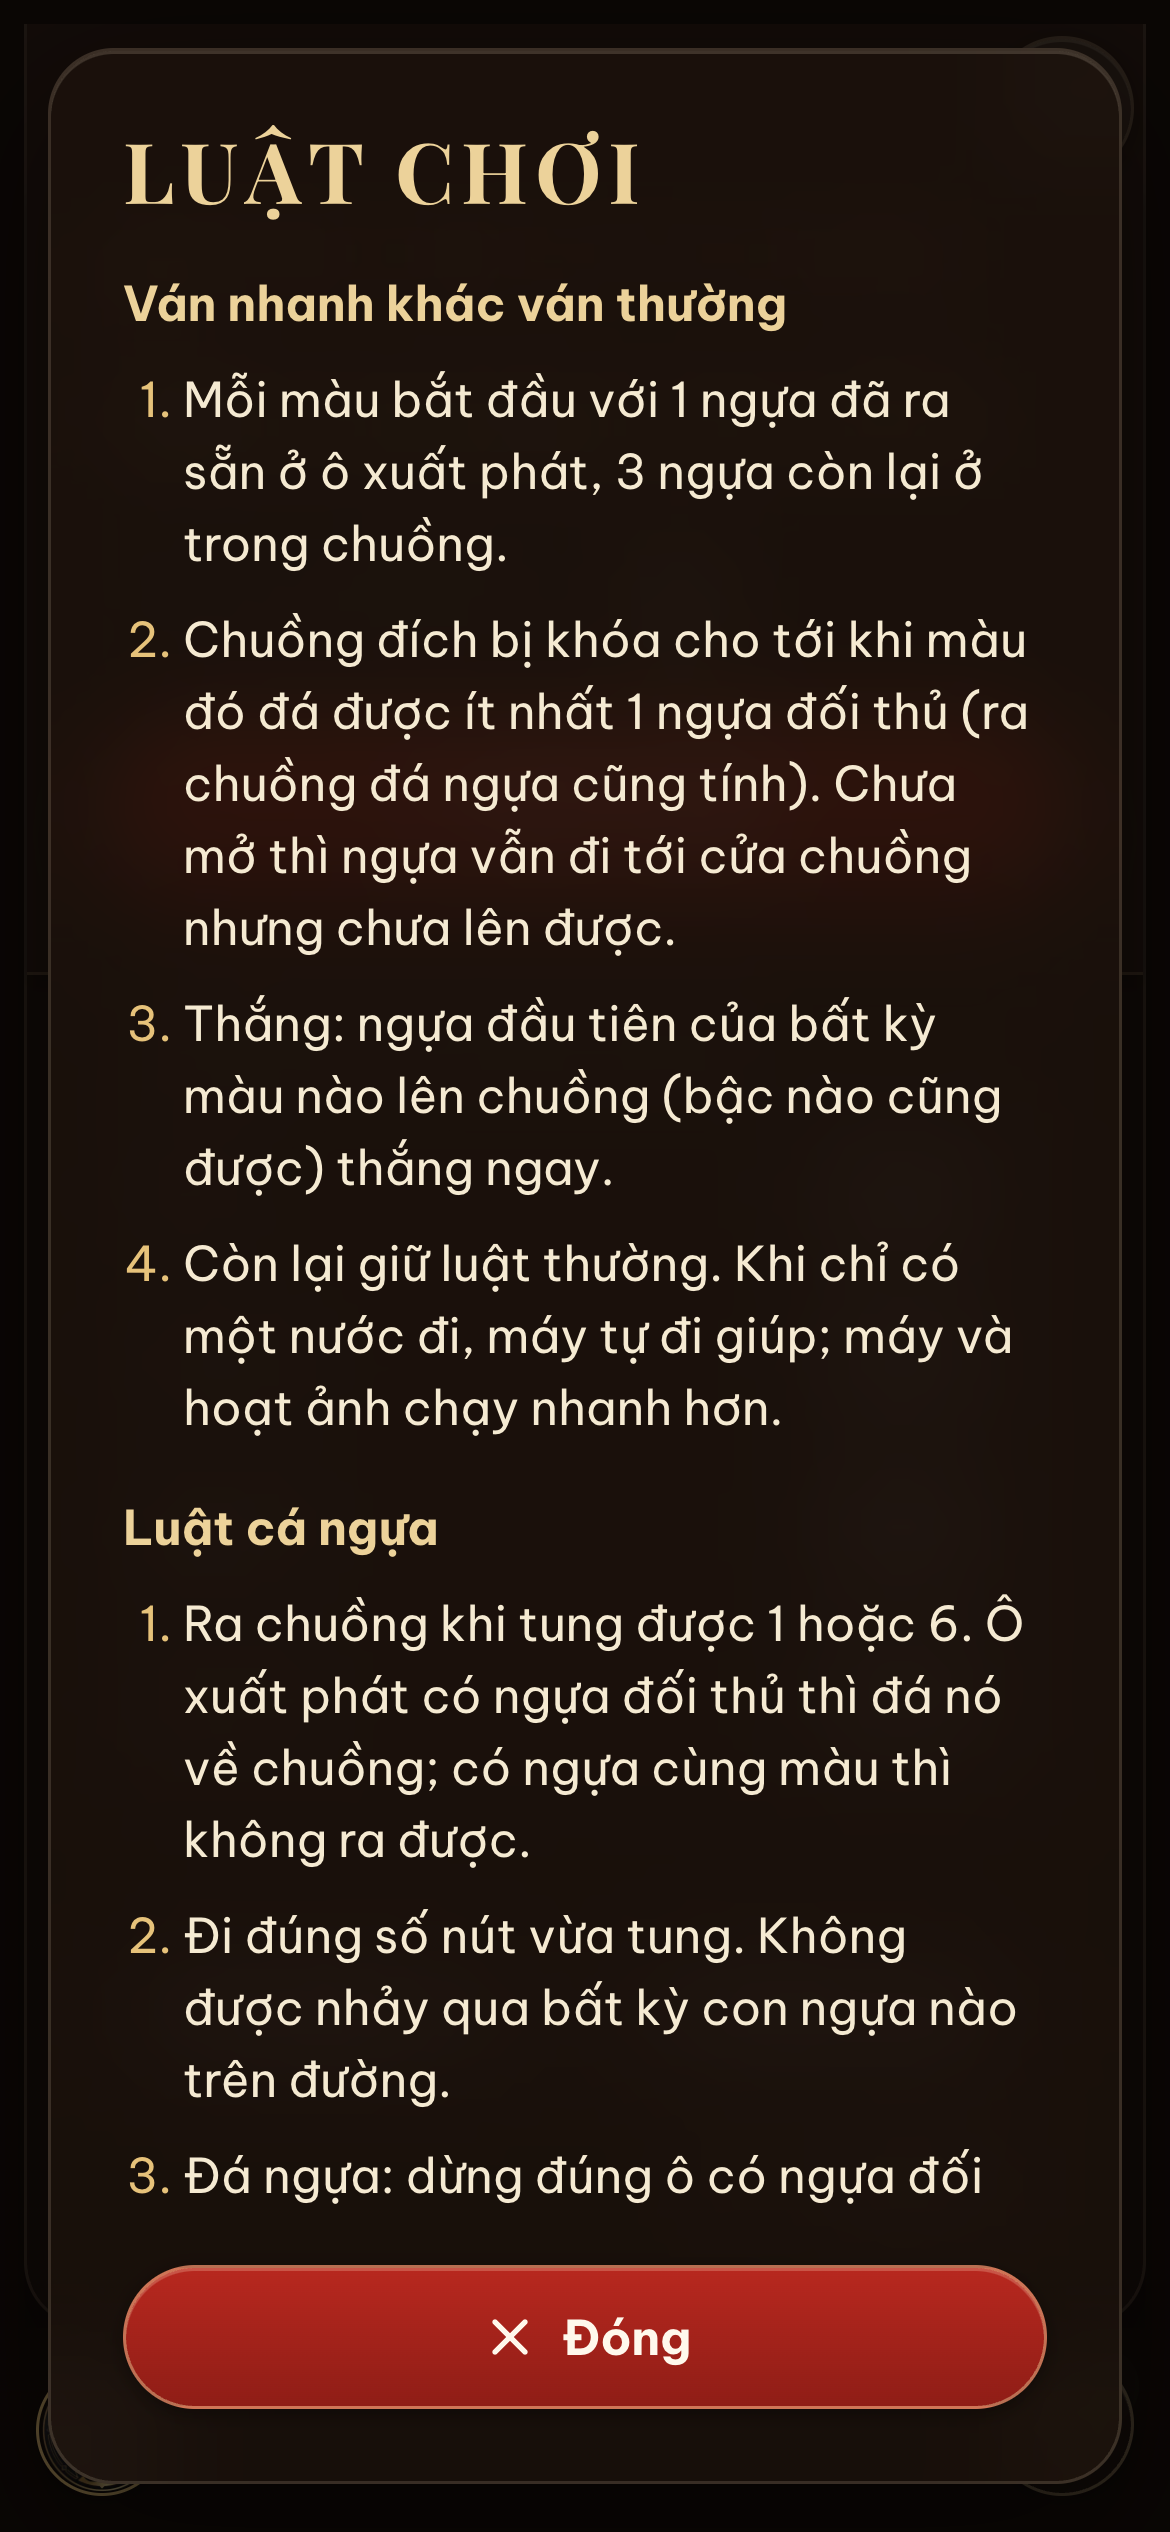 LUẬT CHƠI
Ván nhanh khác ván thường
1. Mỗi màu bắt đầu với 1 ngựa đã ra
sẵn ở ô xuất phát, 3 ngựa còn lại ở
trong chuồng.
2. Chuồng đích bị khóa cho tới khi màu
đó đá được ít nhất 1 ngựa đối thủ (ra
chuồng đá ngựa cũng tính). Chưa
mở thì ngựa vẫn đi tới cửa chuồng
nhưng chưa lên được.
3. Thắng: ngựa đầu tiên của bất kỳ
màu nào lên chuồng (bậc nào cũng
được) thắng ngay.
4. Còn lại giữ luật thường. Khi chỉ có
một nước đi, máy tự đi giúp; máy và
hoạt ảnh chạy nhanh hơn.
Luật cá ngựa
1. Ra chuồng khi tung được 1 hoặc 6. Ô
xuất phát có ngựa đối thủ thì đá nó
về chuồng; có ngựa cùng màu thì
không ra được.
2. Đi đúng số nút vừa tung. Không
được nhảy qua bất kỳ con ngựa nào
trên đường.
3. Đá ngựa: dừng đúng ô có ngựa đối
Đóng